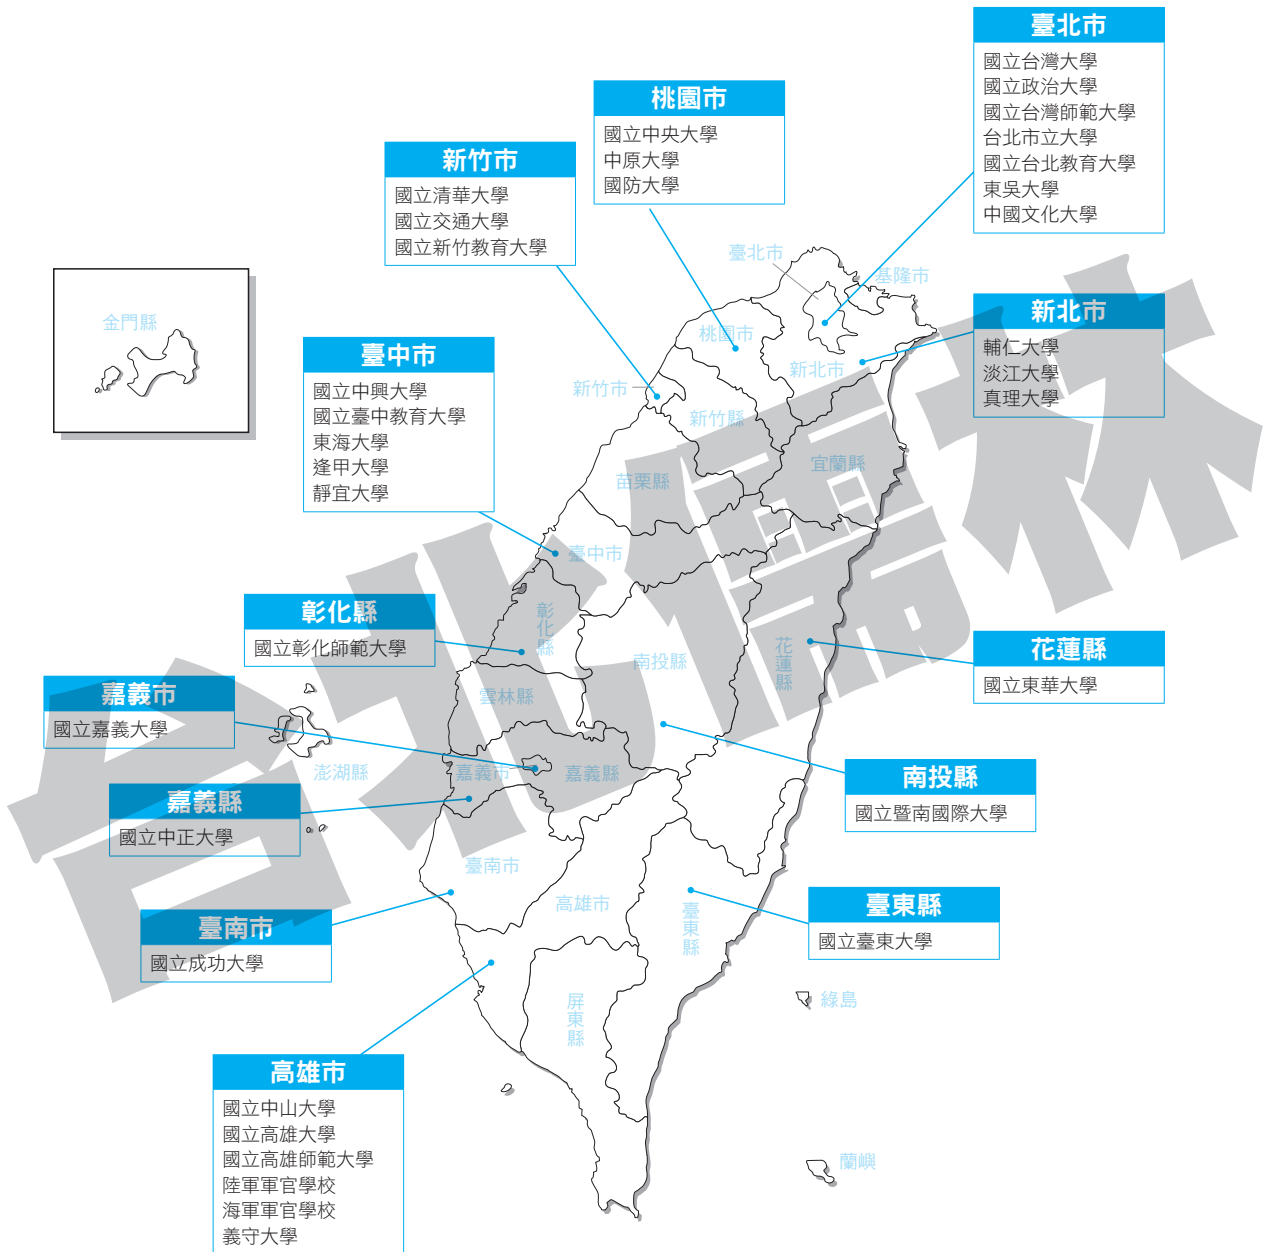 臺北市
國立台灣大學
國立政治大學
國立台灣師範大學
台北市立大學
國立台北教育大學
東吳大學
中國文化大學
桃園市
國立中央大學
中原大學
國防大學
新竹市
國立清華大學
國立交通大學
國立新竹教育大學
臺北市
基隆市
金門縣
桃園市
新北市
輔仁大學
淡江大學
真理大學
臺中市
國立中興大學
國立臺中教育大學
東海大學
逢甲大學
靜宜大學
新竹市
新北市
新竹縣
宜蘭縣
苗栗縣
臺中市
彰化縣
國立彰化師範大學
彰化縣
南投縣
花蓮縣
花蓮縣
國立東華大學
嘉義市
國立嘉義大學
雲林縣
澎湖縣
嘉義市
嘉義縣
南投縣
國立暨南國際大學
嘉義縣
國立中正大學
臺南市
高雄市
臺東縣
臺東縣
國立臺東大學
臺南市
國立成功大學
屏東縣
綠島
高雄市
國立中山大學
國立高雄大學
國立高雄師範大學
陸軍軍官學校
海軍軍官學校
義守大學
蘭嶼
台北儒林